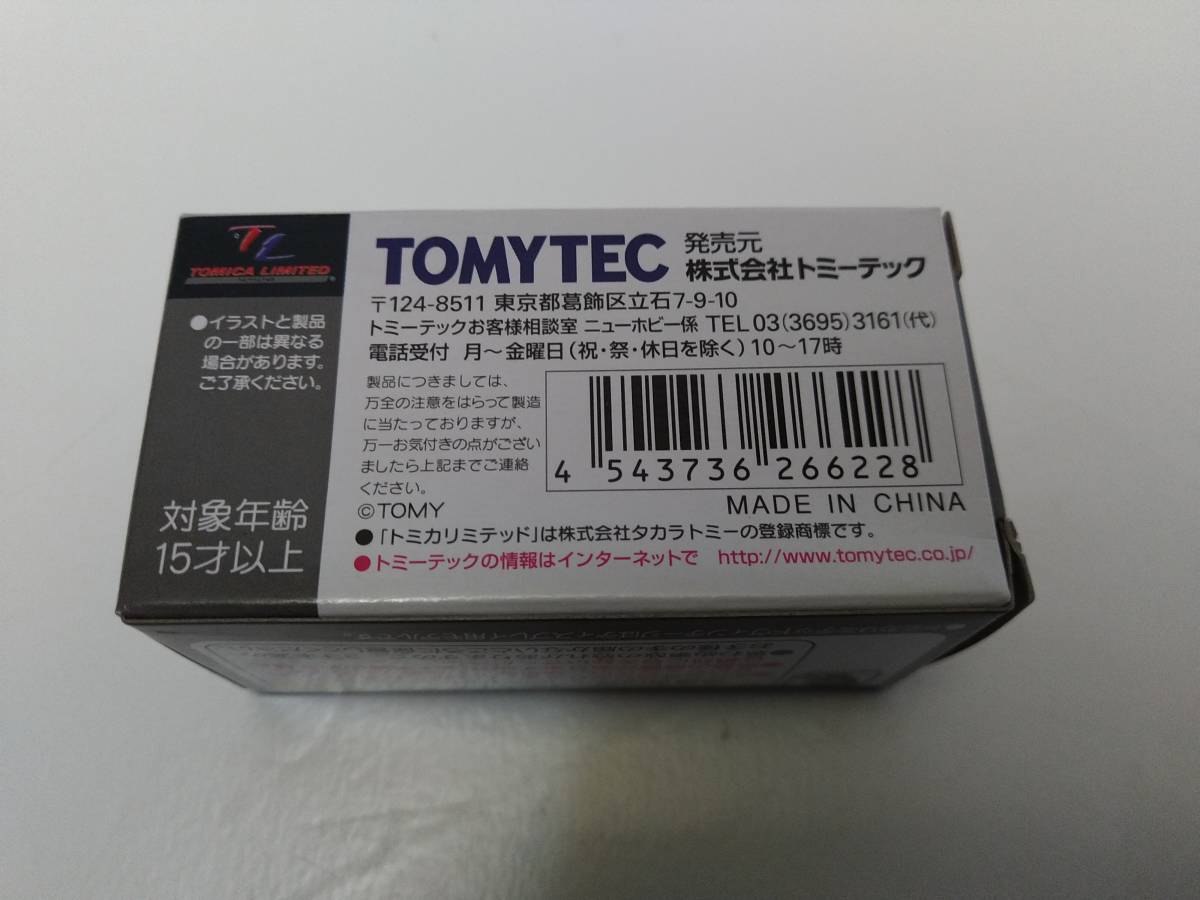 TOMICA LIMITED
●イラストと製品
の一部は異なる
場合があります。
ご了承ください。
対象年齢
15才以上
TOMYTEC 発売元
株式会社トミーテック
〒124-8511 東京都葛飾区立石7-9-10
トミーテックお客様相談室 ニューホビー係 TEL 03(3695)3161(代)
電話受付 月～金曜日(祝・祭・休日を除く)10～17時
製品につきましては、
万全の注意をはらって製造
に当たっておりますが、
万一お気付きの点がござい
ましたら上記までご連絡
ください。
©TOMY
4 543736 266228
MADE IN CHINA
●「トミカリミテッド」は株式会社タカラトミーの登録商標です。
●トミーテックの情報はインターネットで http://www.tomytec.co.jp/